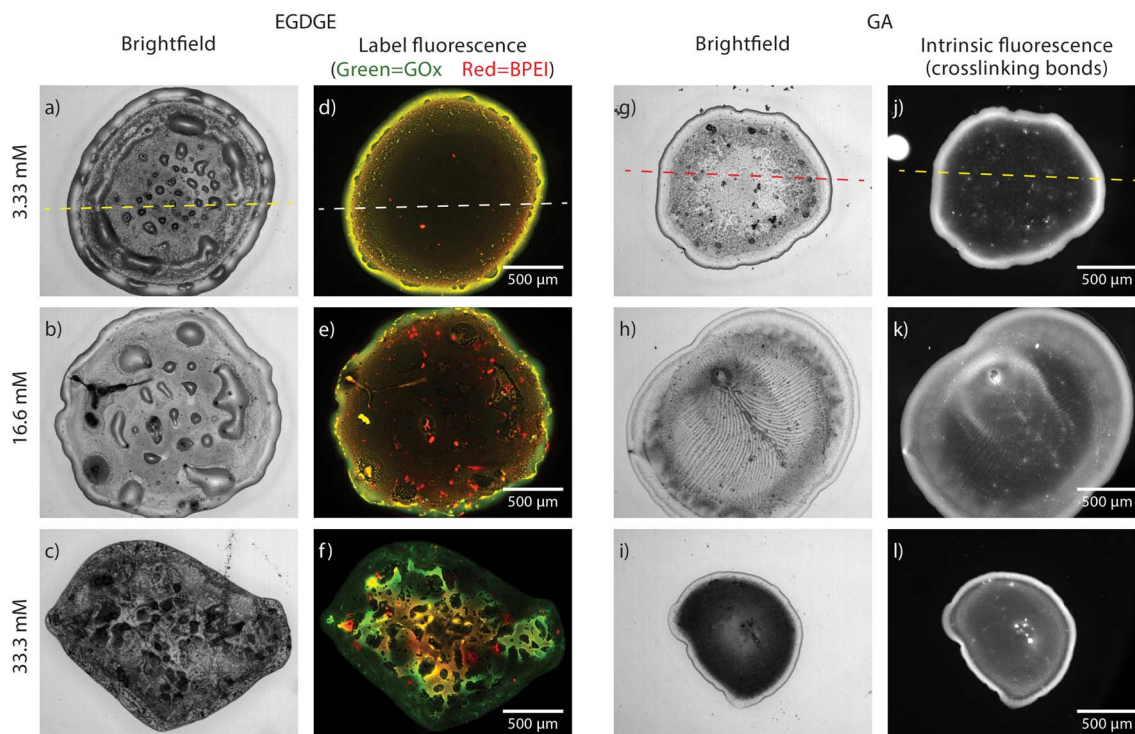 EGDGE
GA
Brightfield
Label fluorescence
(Green=GOx Red=BPEI)
Brightfield
Intrinsic fluorescence
(crosslinking bonds)
3.33 mM
a)
d)
500 µm
g)
j)
500 µm
16.6 mM
b)
e)
500 µm
h)
k)
500 µm
33.3 mM
c)
f)
500 µm
i)
l)
500 µm